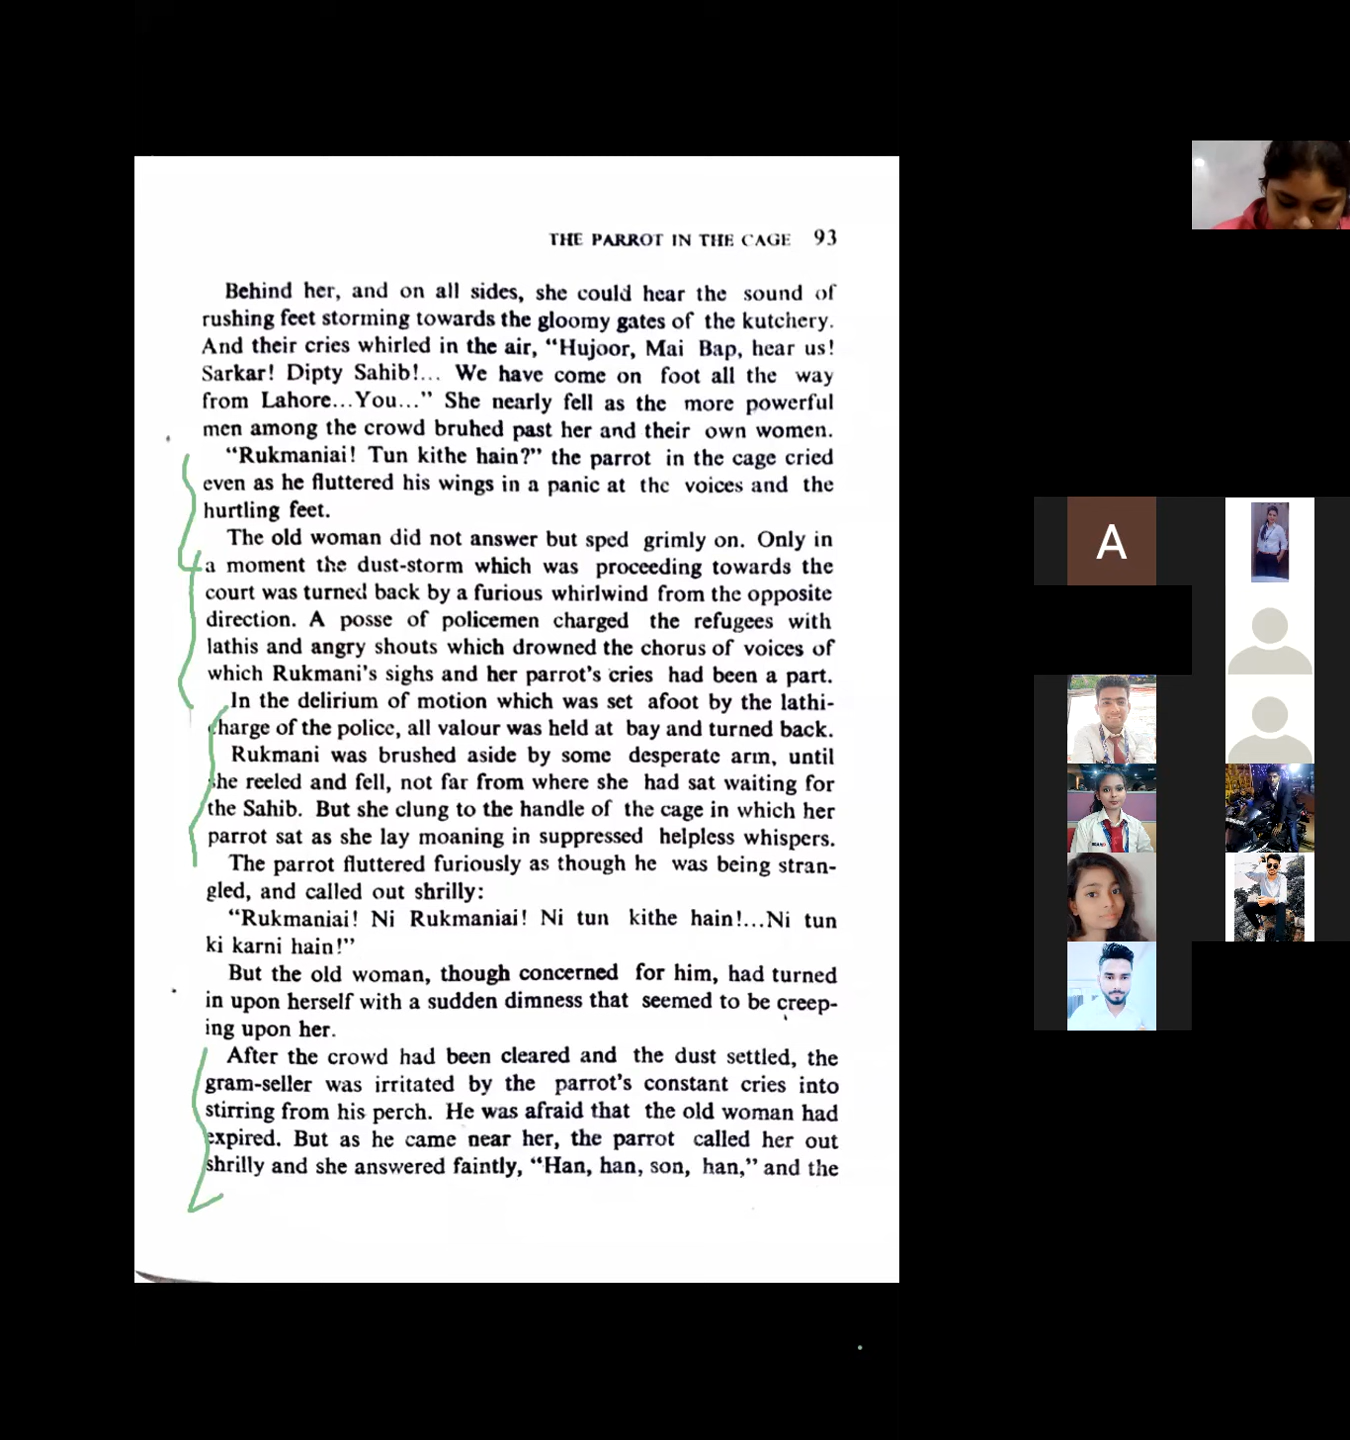 THE PARROT IN THE CAGE 93
Behind her, and on all sides, she could hear the sound of
rushing feet storming towards the gloomy gates of the kutchery.
And their cries whirled in the air, “Hujoor, Mai Bap, hear us!
Sarkar! Dipty Sahib!... We have come on foot all the way
from Lahore...You...” She nearly fell as the more powerful
men among the crowd bruhed past her and their own women.
“Rukmaniai! Tun kithe hain?” the parrot in the cage cried
even as he fluttered his wings in a panic at the voices and the
hurtling feet.
The old woman did not answer but sped grimly on. Only in
a moment the dust-storm which was proceeding towards the
court was turned back by a furious whirlwind from the opposite
direction. A posse of policemen charged the refugees with
lathis and angry shouts which drowned the chorus of voices of
which Rukmani's sighs and her parrot's cries had been a part.
In the delirium of motion which was set afoot by the lathi-
charge of the police, all valour was held at bay and turned back.
Rukmani was brushed aside by some desperate arm, until
she reeled and fell, not far from where she had sat waiting for
the Sahib. But she clung to the handle of the cage in which her
parrot sat as she lay moaning in suppressed helpless whispers.
The parrot fluttered furiously as though he was being stran-
gled, and called out shrilly:
“Rukmaniai! Ni Rukmaniai! Ni tun kithe hain!...Ni tun
ki karni hain!”
But the old woman, though concerned for him, had turned
in upon herself with a sudden dimness that seemed to be creep-
ing upon her.
After the crowd had been cleared and the dust settled, the
gram-seller was irritated by the parrot's constant cries into
stirring from his perch. He was afraid that the old woman had
expired. But as he came near her, the parrot called her out
shrilly and she answered faintly, “Han, han, son, han,” and the
A